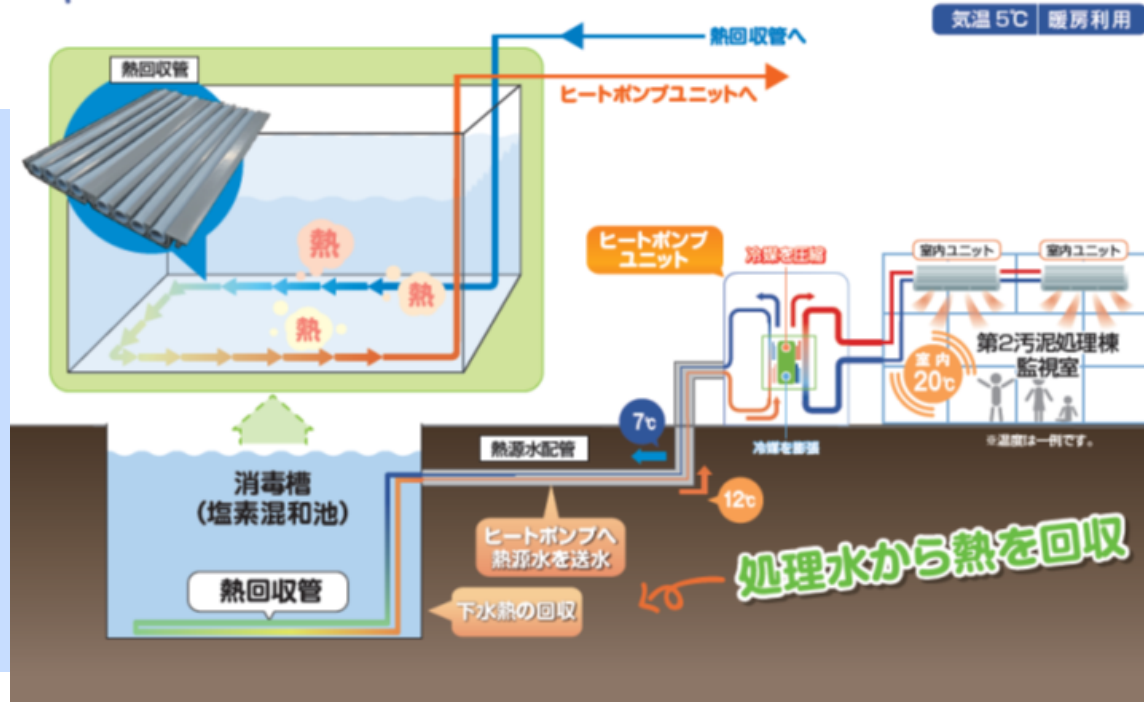 気温5℃ 暖房利用
熱回収管へ
ヒートポンプユニットへ
熱回収管
熱
熱
熱
ヒートポンプ
ユニット
冷媒を圧縮
室内ユニット
室内ユニット
第2汚泥処理棟
監視室
室内
20℃
※温度は一例です。
冷媒を膨張
7℃
熱源水配管
12℃
消毒槽
（塩素混和池）
ヒートポンプへ
熱源水を送水
処理水から熱を回収
熱回収管
下水熱の回収